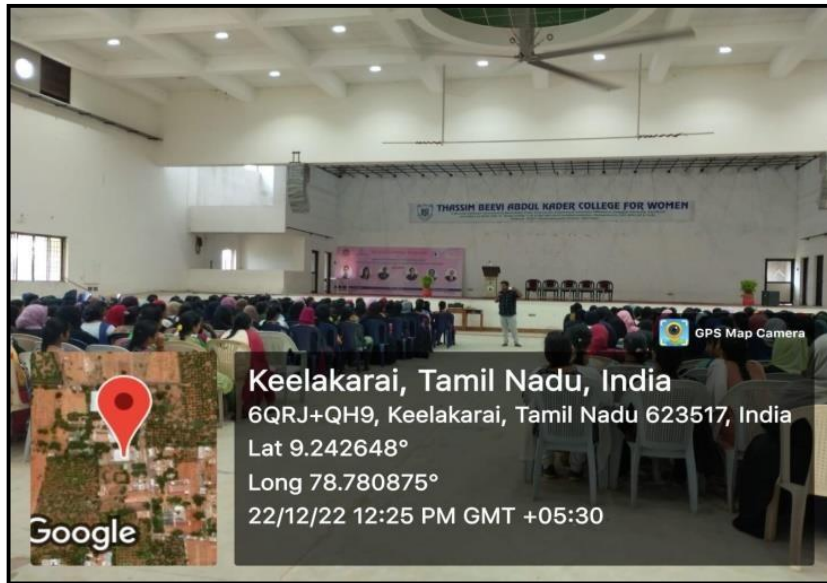 THASSIM BEEVI ABDUL KADER COLLEGE FOR WOMEN
GPS Map Camera
Keelakarai, Tamil Nadu, India
6QRJ+QH9, Keelakarai, Tamil Nadu 623517, India
Lat 9.242648°
Long 78.780875°
22/12/22 12:25 PM GMT +05:30
Google